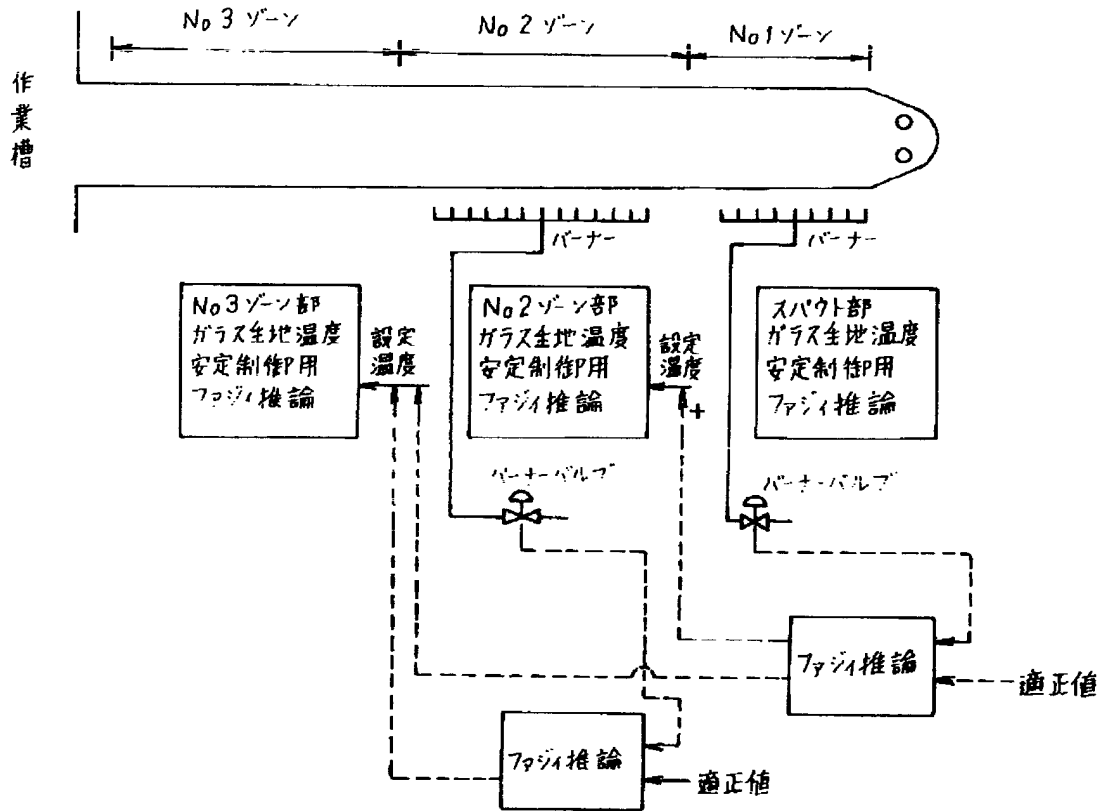 No 3 ゾーン
No 2 ゾーン
No1 ゾーン
作業槽
バーナー
バーナー
No3 ゾーン部
ガラス生地温度
安定制御用
ファジィ推論
設定
温度
No2 ゾーン部
ガラス生地温度
安定制御用
ファジィ推論
設定
温度
+
スパウト部
ガラス生地温度
安定制御用
ファジィ推論
バーナーバルブ
バーナーバルブ
ファジィ推論
適正値
ファジィ推論
適正値